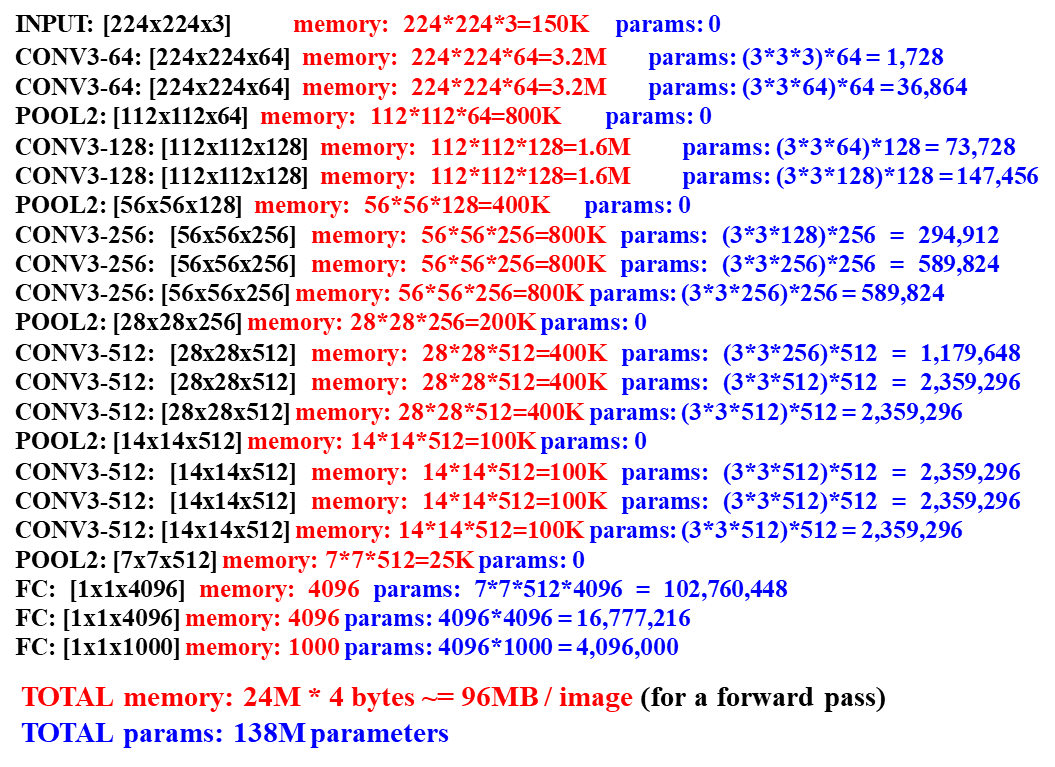 INPUT: [224x224x3] memory: 224*224*3=150K params: 0
CONV3-64: [224x224x64] memory: 224*224*64=3.2M params: (3*3*3)*64 = 1,728
CONV3-64: [224x224x64] memory: 224*224*64=3.2M params: (3*3*64)*64 = 36,864
POOL2: [112x112x64] memory: 112*112*64=800K params: 0
CONV3-128: [112x112x128] memory: 112*112*128=1.6M params: (3*3*64)*128 = 73,728
CONV3-128: [112x112x128] memory: 112*112*128=1.6M params: (3*3*128)*128 = 147,456
POOL2: [56x56x128] memory: 56*56*128=400K params: 0
CONV3-256: [56x56x256] memory: 56*56*256=800K params: (3*3*128)*256 = 294,912
CONV3-256: [56x56x256] memory: 56*56*256=800K params: (3*3*256)*256 = 589,824
CONV3-256: [56x56x256] memory: 56*56*256=800K params: (3*3*256)*256 = 589,824
POOL2: [28x28x256] memory: 28*28*256=200K params: 0
CONV3-512: [28x28x512] memory: 28*28*512=400K params: (3*3*256)*512 = 1,179,648
CONV3-512: [28x28x512] memory: 28*28*512=400K params: (3*3*512)*512 = 2,359,296
CONV3-512: [28x28x512] memory: 28*28*512=400K params: (3*3*512)*512 = 2,359,296
POOL2: [14x14x512] memory: 14*14*512=100K params: 0
CONV3-512: [14x14x512] memory: 14*14*512=100K params: (3*3*512)*512 = 2,359,296
CONV3-512: [14x14x512] memory: 14*14*512=100K params: (3*3*512)*512 = 2,359,296
CONV3-512: [14x14x512] memory: 14*14*512=100K params: (3*3*512)*512 = 2,359,296
POOL2: [7x7x512] memory: 7*7*512=25K params: 0
FC: [1x1x4096] memory: 4096 params: 7*7*512*4096 = 102,760,448
FC: [1x1x4096] memory: 4096 params: 4096*4096 = 16,777,216
FC: [1x1x1000] memory: 1000 params: 4096*1000 = 4,096,000
TOTAL memory: 24M * 4 bytes ~= 96MB / image (for a forward pass)
TOTAL params: 138M parameters